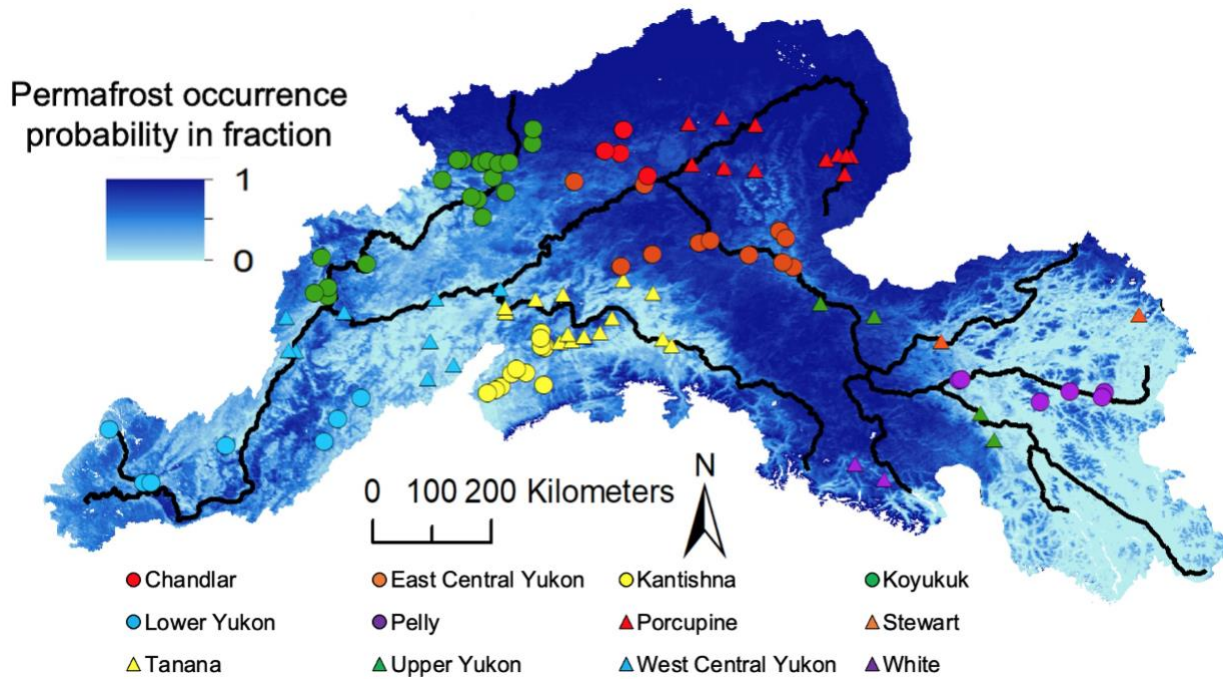 Permafrost occurrence
probability in fraction
1
0
N
0 100 200 Kilometers
Chandlar East Central Yukon Kantishna Koyukuk
Lower Yukon Pelly Porcupine Stewart
Tanana Upper Yukon West Central Yukon White